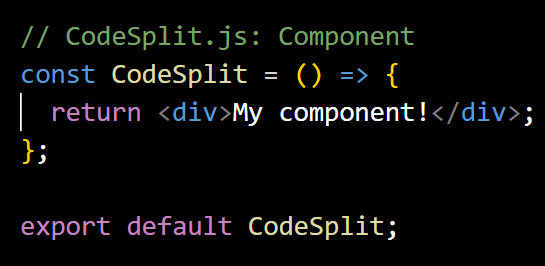 // CodeSplit.js: Component
const CodeSplit = () => {
  return <div>My component!</div>;
};

export default CodeSplit;